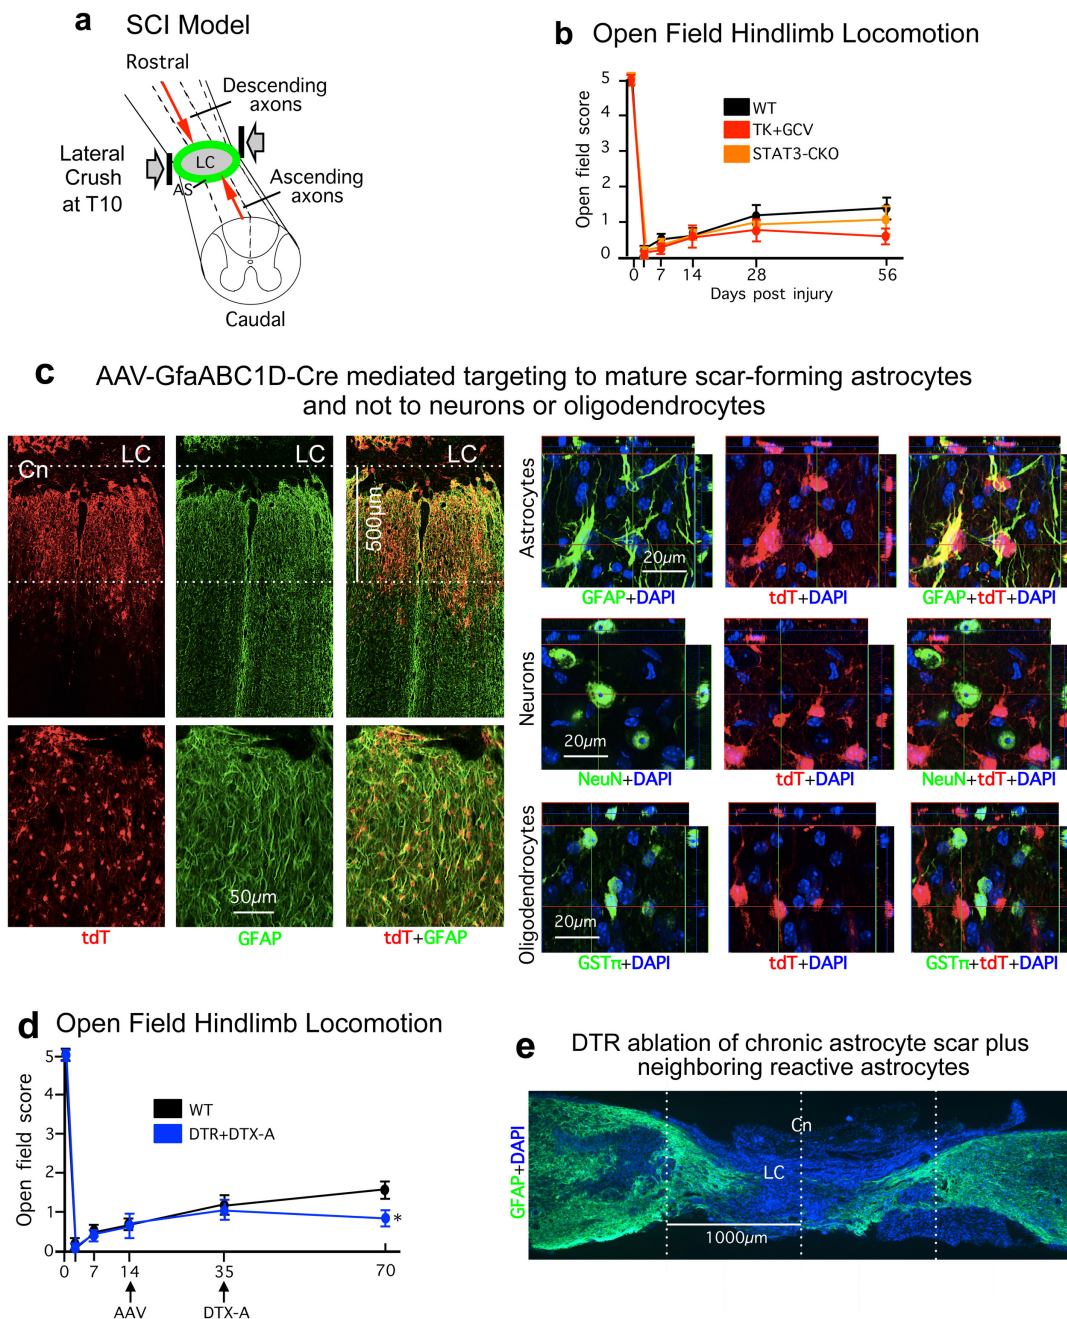 a SCI Model
Rostral
Descending
axons
Lateral
Crush
at T10
LC
AS
Ascending
axons
Caudal
b Open Field Hindlimb Locomotion
Open field score
5
4
3
2
1
0
WT
TK+GCV
STAT3-CKO
0 7 14 28 56
Days post injury
c AAV-GfaABC1D-Cre mediated targeting to mature scar-forming astrocytes
and not to neurons or oligodendrocytes
LC
Cn
LC
LC
500µm
50µm
tdT
GFAP
tdT+GFAP
Astrocytes
20µm
GFAP+DAPI
tdT+DAPI
GFAP+tdT+DAPI
Neurons
20µm
NeuN+DAPI
tdT+DAPI
NeuN+tdT+DAPI
Oligodendrocytes
20µm
GSTπ+DAPI
tdT+DAPI
GSTπ+tdT+DAPI
d Open Field Hindlimb Locomotion
Open field score
5
4
3
2
1
0
WT
DTR+DTX-A
*
0 7 14 35 70
AAV
DTX-A
e DTR ablation of chronic astrocyte scar plus
neighboring reactive astrocytes
GFAP+DAPI
Cn
LC
1000µm